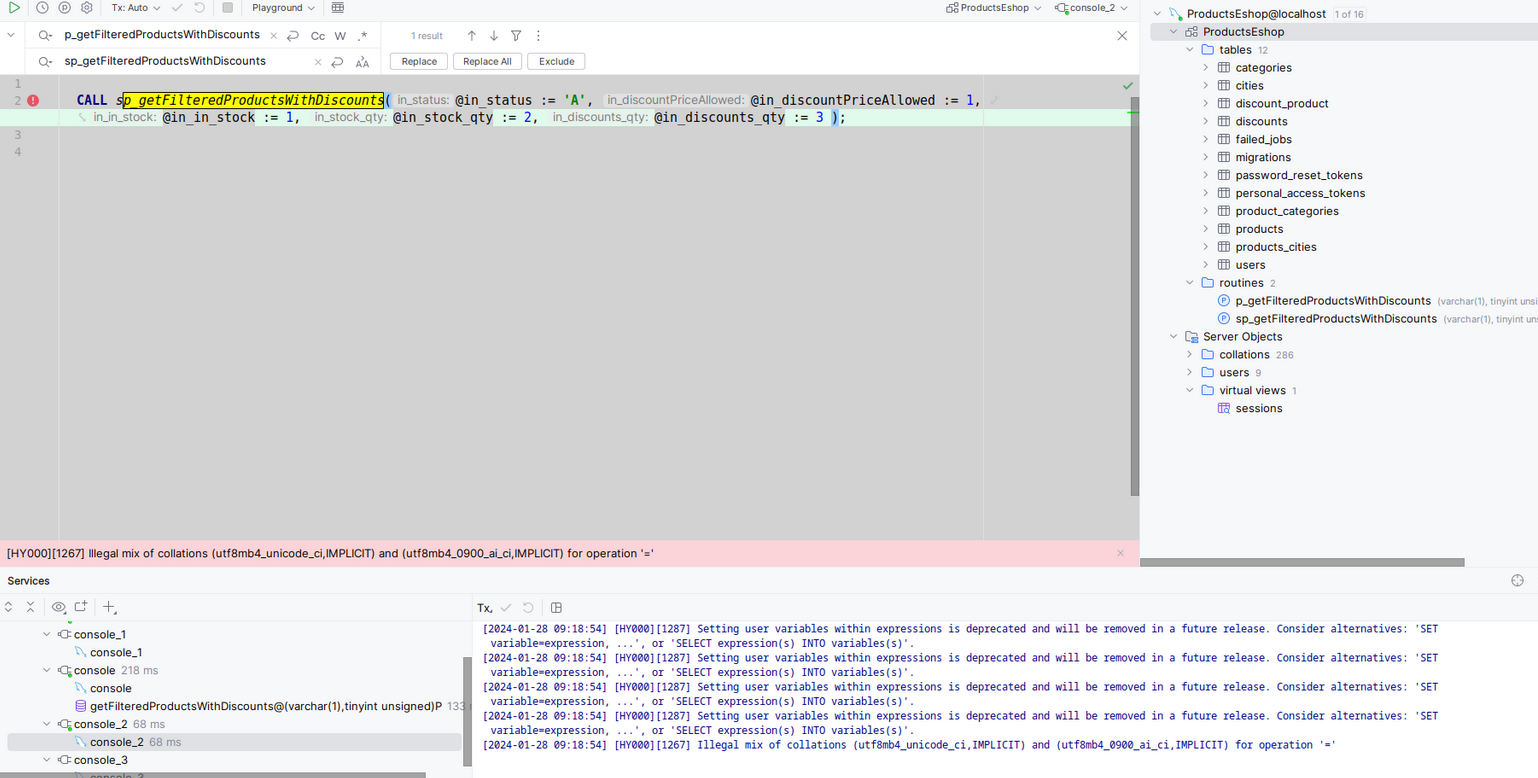 Tx: Auto
Playground
ProductsEshop
console_2
p_getFilteredProductsWithDiscounts
Cc W .*
1 result
sp_getFilteredProductsWithDiscounts
Replace
Replace All
Exclude
1
2 CALL sp_getFilteredProductsWithDiscounts( in_status: @in_status := 'A', in_discountPriceAllowed: @in_discountPriceAllowed := 1,
in_in_stock: @in_in_stock := 1, in_stock_qty: @in_stock_qty := 2, in_discounts_qty: @in_discounts_qty := 3 );
3
4
[HY000][1267] Illegal mix of collations (utf8mb4_unicode_ci,IMPLICIT) and (utf8mb4_0900_ai_ci,IMPLICIT) for operation '='
ProductsEshop@localhost 1 of 16
ProductsEshop
tables 12
categories
cities
discount_product
discounts
failed_jobs
migrations
password_reset_tokens
personal_access_tokens
product_categories
products
products_cities
users
routines 2
p_getFilteredProductsWithDiscounts (varchar(1), tinyint unsi
sp_getFilteredProductsWithDiscounts (varchar(1), tinyint uns
Server Objects
collations 286
users 9
virtual views 1
sessions
Services
console_1
console_1
console 218 ms
console
getFilteredProductsWithDiscounts@(varchar(1),tinyint unsigned)P 133
console_2 68 ms
console_2 68 ms
console_3
console_3
Tx
[2024-01-28 09:18:54] [HY000][1287] Setting user variables within expressions is deprecated and will be removed in a future release. Consider alternatives: 'SET
variable=expression, ...', or 'SELECT expression(s) INTO variables(s)'.
[2024-01-28 09:18:54] [HY000][1287] Setting user variables within expressions is deprecated and will be removed in a future release. Consider alternatives: 'SET
variable=expression, ...', or 'SELECT expression(s) INTO variables(s)'.
[2024-01-28 09:18:54] [HY000][1287] Setting user variables within expressions is deprecated and will be removed in a future release. Consider alternatives: 'SET
variable=expression, ...', or 'SELECT expression(s) INTO variables(s)'.
[2024-01-28 09:18:54] [HY000][1287] Setting user variables within expressions is deprecated and will be removed in a future release. Consider alternatives: 'SET
variable=expression, ...', or 'SELECT expression(s) INTO variables(s)'.
[2024-01-28 09:18:54] [HY000][1267] Illegal mix of collations (utf8mb4_unicode_ci,IMPLICIT) and (utf8mb4_0900_ai_ci,IMPLICIT) for operation '='